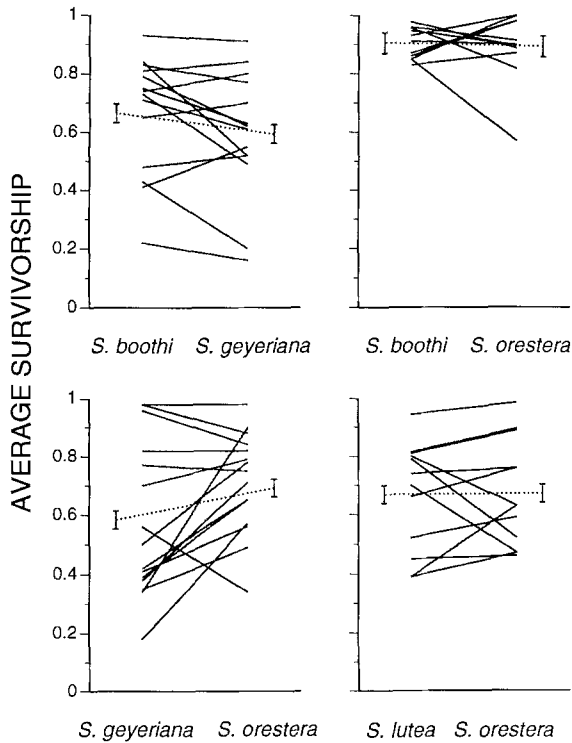 AVERAGE SURVIVORSHIP
1
0.8
0.6
0.4
0.2
0
S. boothi S. geyeriana
S. boothi S. orestera
1
0.8
0.6
0.4
0.2
0
S. geyeriana S. orestera
S. lutea S. orestera